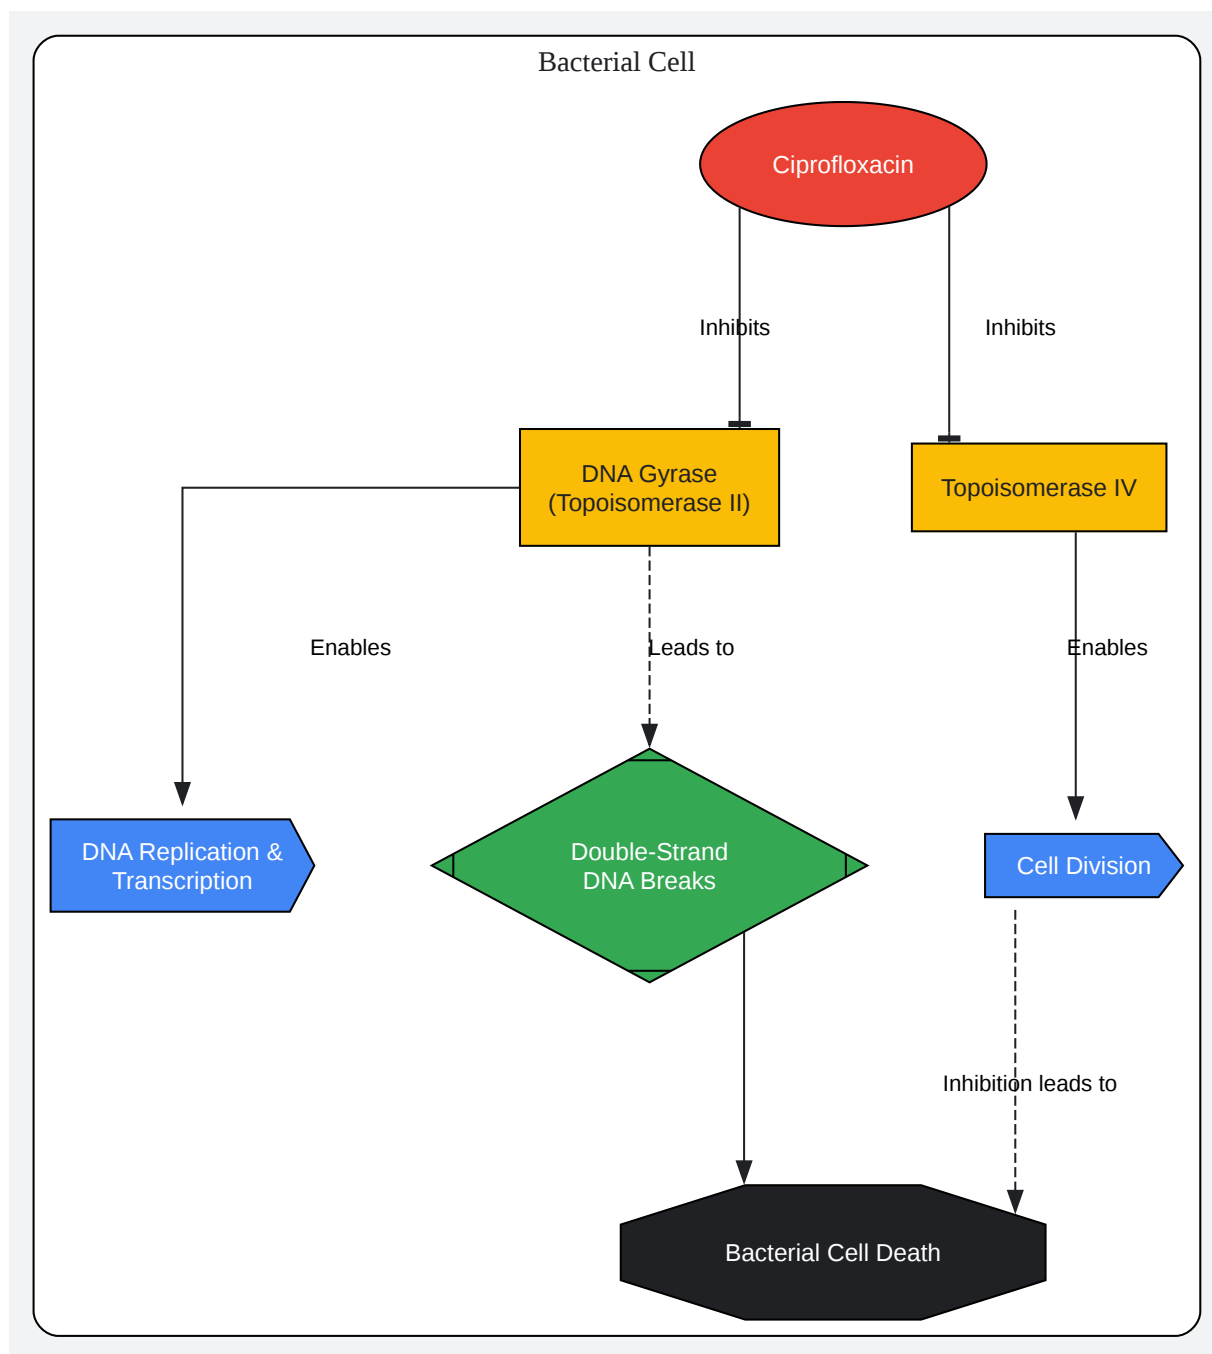 Bacterial Cell
Ciprofloxacin
Inhibits
Inhibits
DNA Gyrase
(Topoisomerase II)
Topoisomerase IV
Enables
Leads to
Enables
DNA Replication &
Transcription
Double-Strand
DNA Breaks
Cell Division
Inhibition leads to
Bacterial Cell Death